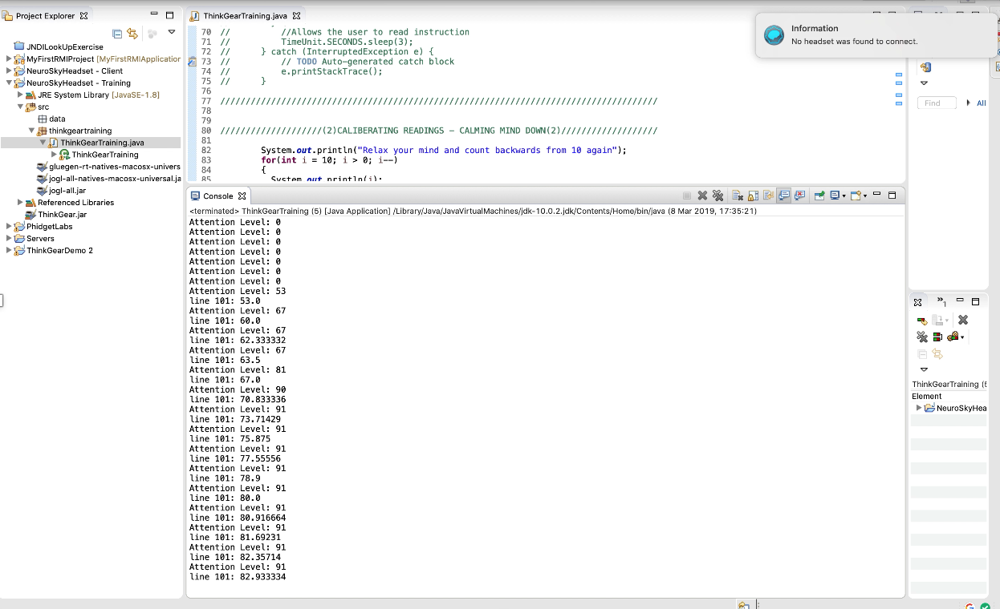 Project Explorer
JNDILookUpExercise
MyFirstRMIProject [MyFirstRMIApplication
NeuroSkyHeadset - Client
NeuroSkyHeadset - Training
JRE System Library [JavaSE-1.8]
src
data
thinkgeartraining
ThinkGearTraining.java
ThinkGearTraining
gluegen-rt-natives-macosx-univers
jogl-all-natives-macosx-universal.ja
jogl-all.jar
Referenced Libraries
ThinkGear.jar
PhidgetLabs
Servers
ThinkGearDemo 2
ThinkGearTraining.java
70 // //Allows the user to read instruction
71 // TimeUnit.SECONDS.sleep(3);
72 // } catch (InterruptedException e) {
73 // // TODO Auto-generated catch block
74 // e.printStackTrace();
75 // }
76
77 //////////////////////////////////////////////////////////////////////////////////////
78
79
80 ////////////////////(2)CALIBERATING READINGS - CALMING MIND DOWN(2)///////////////////
81
82 System.out.println("Relax your mind and count backwards from 10 again");
83 for(int i = 10; i > 0; i--)
84 {
85 System.out.println(i);
Information
No headset was found to connect.
Find
All
Console
<terminated> ThinkGearTraining (5) [Java Application] /Library/Java/JavaVirtualMachines/jdk-10.0.2.jdk/Contents/Home/bin/java (8 Mar 2019, 17:35:21)
Attention Level: 0
Attention Level: 0
Attention Level: 0
Attention Level: 0
Attention Level: 0
Attention Level: 0
Attention Level: 0
Attention Level: 53
line 101: 53.0
Attention Level: 67
line 101: 60.0
Attention Level: 67
line 101: 62.333332
Attention Level: 67
line 101: 63.5
Attention Level: 81
line 101: 67.0
Attention Level: 90
line 101: 70.833336
Attention Level: 91
line 101: 73.71429
Attention Level: 91
line 101: 75.875
Attention Level: 91
line 101: 77.55556
Attention Level: 91
line 101: 78.9
Attention Level: 91
line 101: 80.0
Attention Level: 91
line 101: 80.916664
Attention Level: 91
line 101: 81.69231
Attention Level: 91
line 101: 82.35714
Attention Level: 91
line 101: 82.933334
»1
ThinkGearTraining (5
Element
NeuroSkyHea